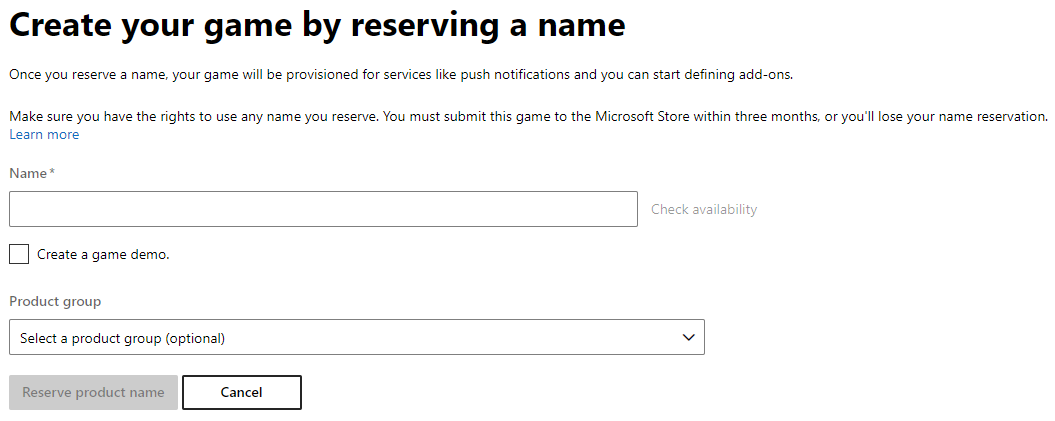 Create your game by reserving a name
Once you reserve a name, your game will be provisioned for services like push notifications and you can start defining add-ons.
Make sure you have the rights to use any name you reserve. You must submit this game to the Microsoft Store within three months, or you'll lose your name reservation.
Learn more
Name*
Check availability
Create a game demo.
Product group
Select a product group (optional)
Reserve product name
Cancel